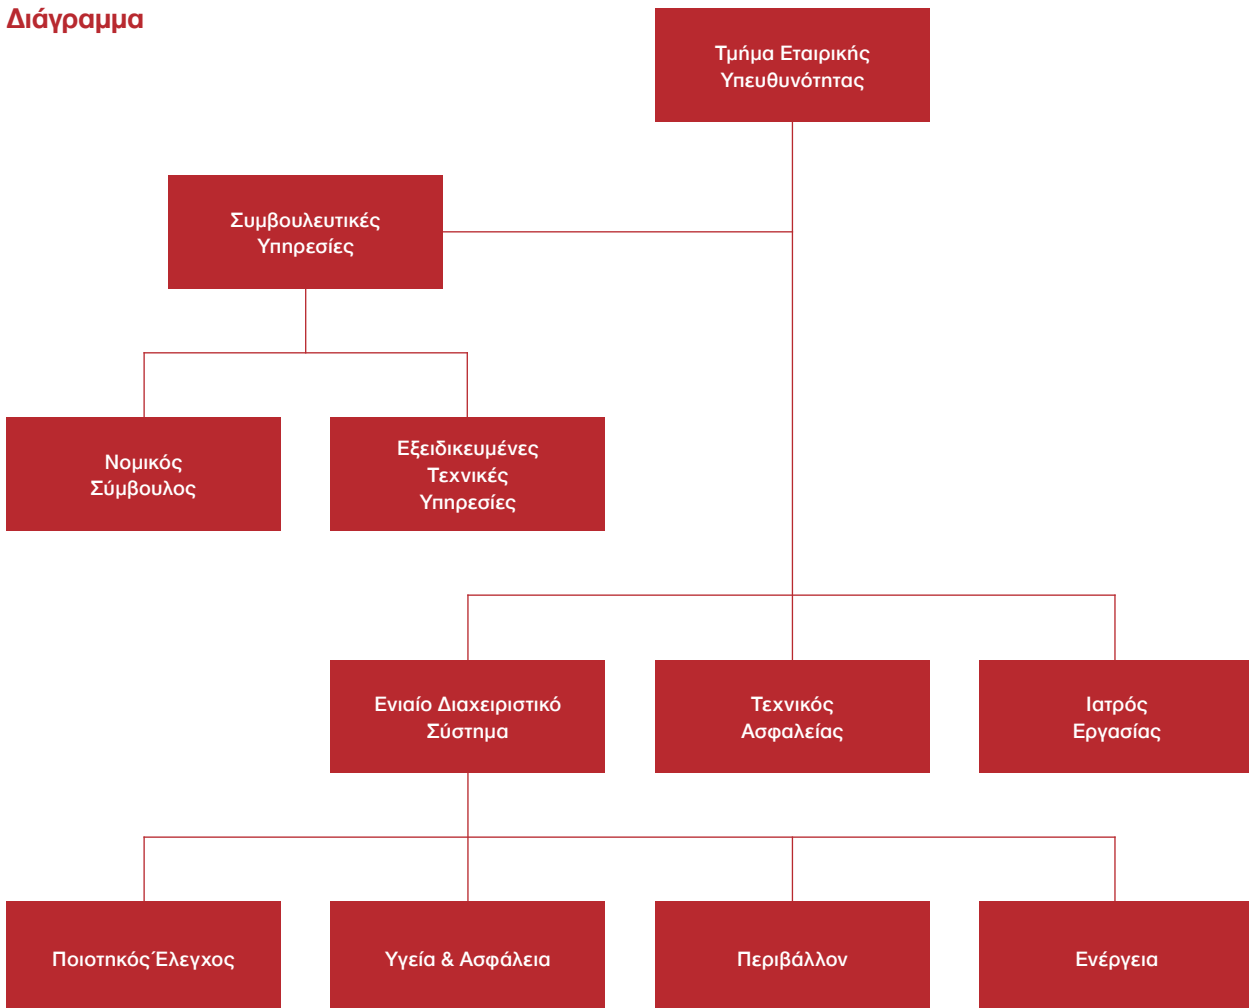 Διάγραμμα
Τμήμα Εταιρικής
Υπευθυνότητας
Συμβουλευτικές
Υπηρεσίες
Νομικός
Σύμβουλος
Εξειδικευμένες
Τεχνικές
Υπηρεσίες
Ενιαίο Διαχειριστικό
Σύστημα
Τεχνικός
Ασφαλείας
Ιατρός
Εργασίας
Ποιοτηκός Έλεγχος
Υγεία & Ασφάλεια
Περιβάλλον
Ενέργεια